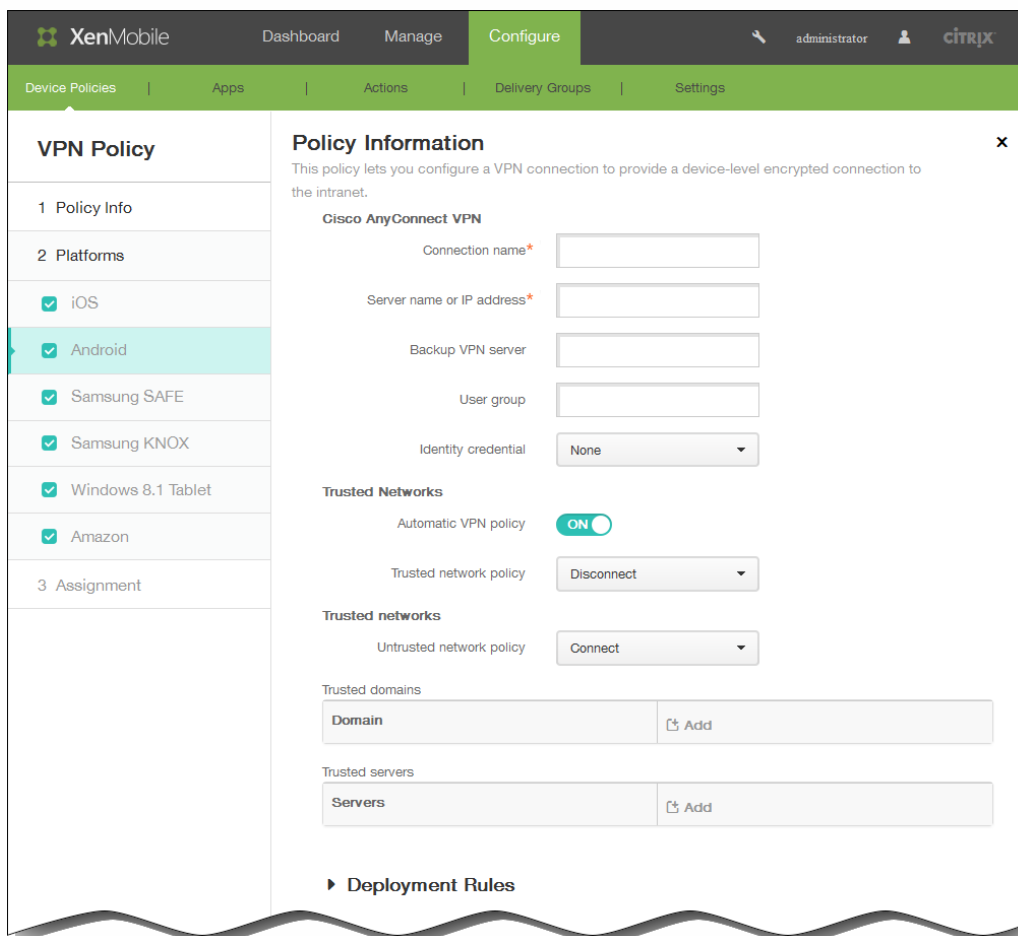 XenMobile Dashboard Manage Configure administrator CİTRIX
Device Policies | Apps | Actions | Delivery Groups | Settings
VPN Policy
1 Policy Info
2 Platforms
iOS
Android
Samsung SAFE
Samsung KNOX
Windows 8.1 Tablet
Amazon
3 Assignment
Policy Information
This policy lets you configure a VPN connection to provide a device-level encrypted connection to
the intranet.
Cisco AnyConnect VPN
Connection name*
Server name or IP address*
Backup VPN server
User group
Identity credential None
Trusted Networks
Automatic VPN policy ON
Trusted network policy Disconnect
Trusted networks
Untrusted network policy Connect
Trusted domains
Domain Add
Trusted servers
Servers Add
Deployment Rules